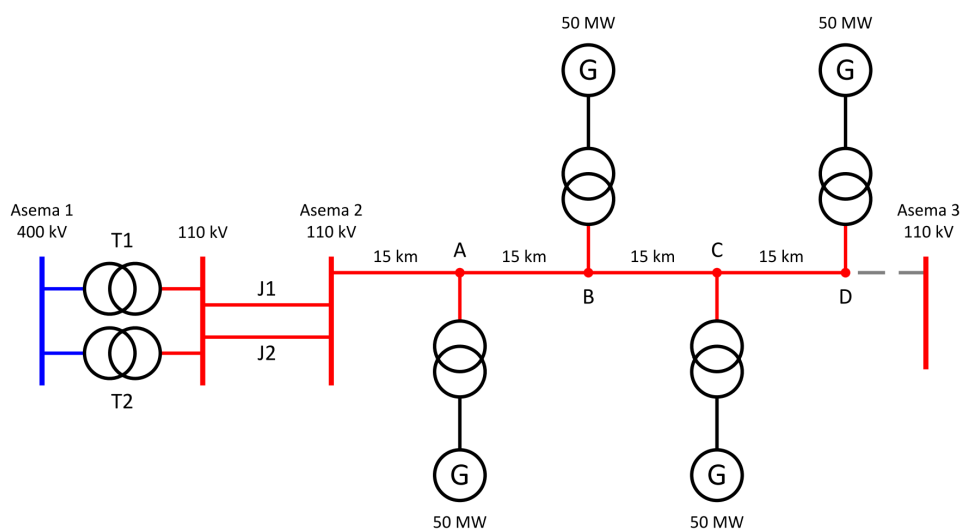 50 MW
50 MW
G
G
Asema 1
400 kV
T1
110 kV
Asema 2
110 kV
Asema 3
110 kV
15 km
A
15 km
15 km
C
15 km
J1
B
D
J2
T2
G
G
50 MW
50 MW